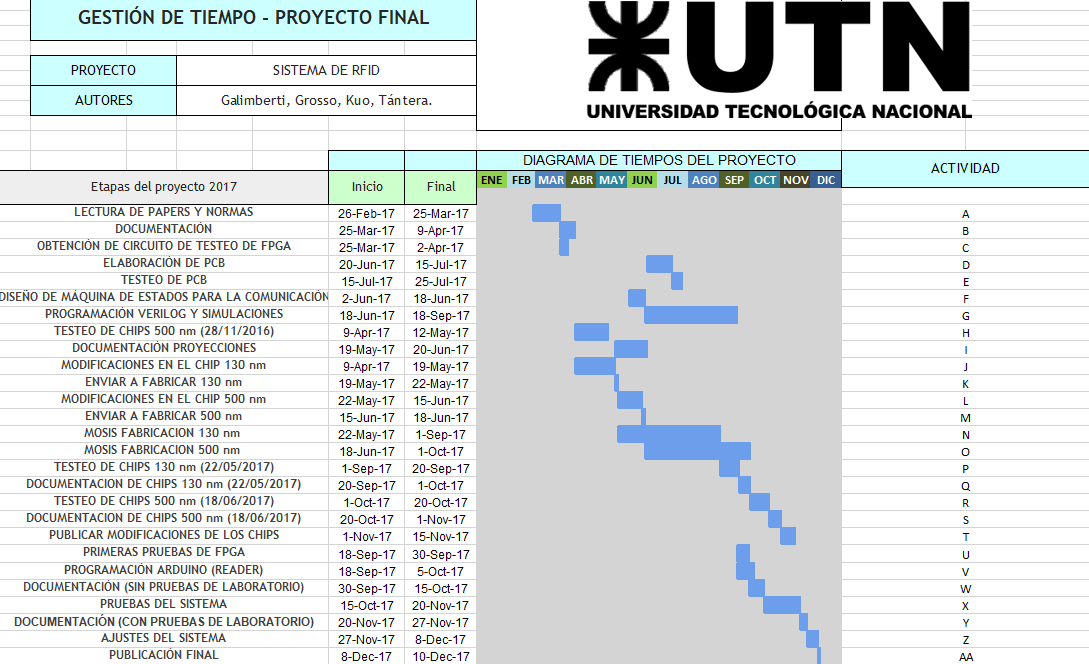 GESTIÓN DE TIEMPO - PROYECTO FINAL
UTN
UNIVERSIDAD TECNOLÓGICA NACIONAL
PROYECTO SISTEMA DE RFID
AUTORES Galimberti, Grosso, Kuo, Tántera.
DIAGRAMA DE TIEMPOS DEL PROYECTO ACTIVIDAD
Etapas del proyecto 2017 Inicio Final ENE FEB MAR ABR MAY JUN JUL AGO SEP OCT NOV DIC
LECTURA DE PAPERS Y NORMAS 26-Feb-17 25-Mar-17 A
DOCUMENTACIÓN 25-Mar-17 9-Apr-17 B
OBTENCIÓN DE CIRCUITO DE TESTEO DE FPGA 25-Mar-17 2-Apr-17 C
ELABORACIÓN DE PCB 20-Jun-17 15-Jul-17 D
TESTEO DE PCB 15-Jul-17 25-Jul-17 E
DISEÑO DE MÁQUINA DE ESTADOS PARA LA COMUNICACIÓN 2-Jun-17 18-Jun-17 F
PROGRAMACIÓN VERILOG Y SIMULACIONES 18-Jun-17 18-Sep-17 G
TESTEO DE CHIPS 500 nm (28/11/2016) 9-Apr-17 12-May-17 H
DOCUMENTACIÓN PROYECCIONES 19-May-17 20-Jun-17 I
MODIFICACIONES EN EL CHIP 130 nm 9-Apr-17 19-May-17 J
ENVIAR A FABRICAR 130 nm 19-May-17 22-May-17 K
MODIFICACIONES EN EL CHIP 500 nm 22-May-17 15-Jun-17 L
ENVIAR A FABRICAR 500 nm 15-Jun-17 18-Jun-17 M
MOSIS FABRICACION 130 nm 22-May-17 1-Sep-17 N
MOSIS FABRICACION 500 nm 18-Jun-17 1-Oct-17 O
TESTEO DE CHIPS 130 nm (22/05/2017) 1-Sep-17 20-Sep-17 P
DOCUMENTACION DE CHIPS 130 nm (22/05/2017) 20-Sep-17 1-Oct-17 Q
TESTEO DE CHIPS 500 nm (18/06/2017) 1-Oct-17 20-Oct-17 R
DOCUMENTACION DE CHIPS 500 nm (18/06/2017) 20-Oct-17 1-Nov-17 S
PUBLICAR MODIFICACIONES DE LOS CHIPS 1-Nov-17 15-Nov-17 T
PRIMERAS PRUEBAS DE FPGA 18-Sep-17 30-Sep-17 U
PROGRAMACIÓN ARDUINO (READER) 18-Sep-17 5-Oct-17 V
DOCUMENTACIÓN (SIN PRUEBAS DE LABORATORIO) 30-Sep-17 15-Oct-17 W
PRUEBAS DEL SISTEMA 15-Oct-17 20-Nov-17 X
DOCUMENTACIÓN (CON PRUEBAS DE LABORATORIO) 20-Nov-17 27-Nov-17 Y
AJUSTES DEL SISTEMA 27-Nov-17 8-Dec-17 Z
PUBLICACIÓN FINAL 8-Dec-17 10-Dec-17 AA